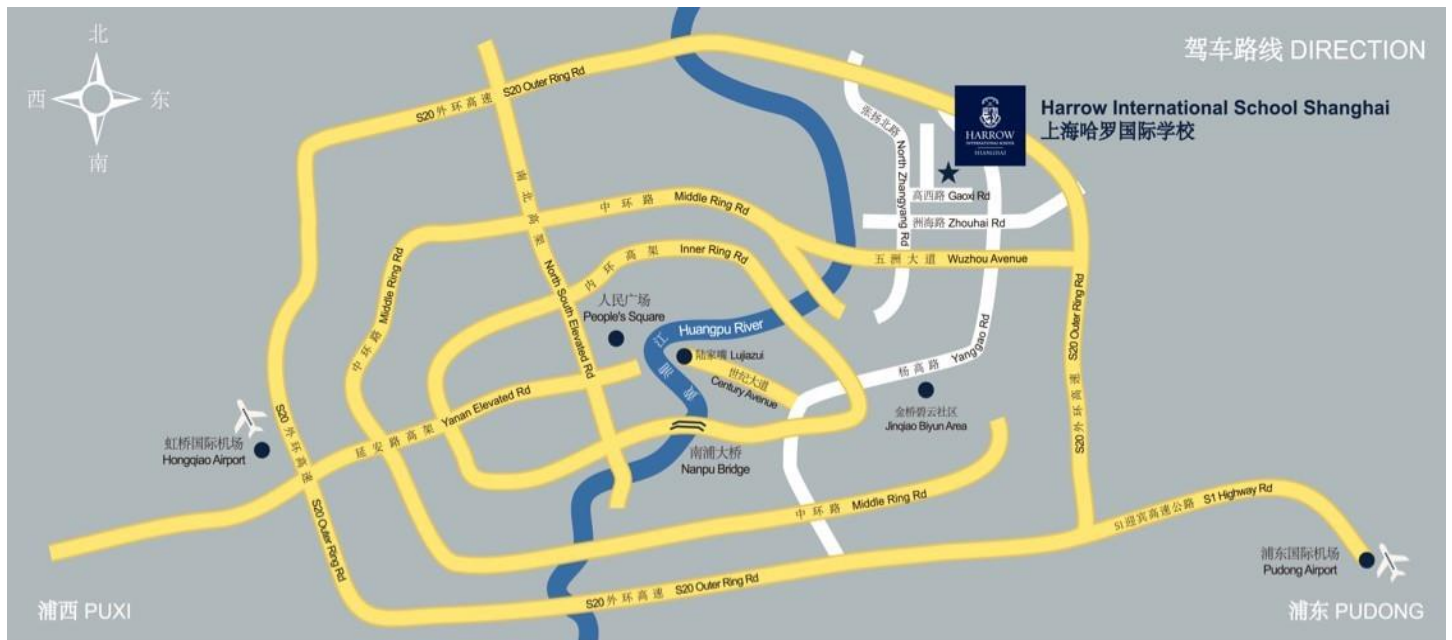 驾车路线 DIRECTION
北
西
东
南
S20外环高速 S20 Outer Ring Rd
HARROW
INTERNATIONAL SCHOOL
SHANGHAI
Harrow International School Shanghai
上海哈罗国际学校
张扬北路 North Zhangyang Rd
高西路 Gaoxi Rd
洲海路 Zhouhai Rd
南北高架 North South Elevated Rd
中环路 Middle Ring Rd
五洲大道 Wuzhou Avenue
内环高架 Inner Ring Rd
中环路 Middle Ring Rd
人民广场
People's Square
黄浦江 Huangpu River
陆家嘴 Lujiazui
世纪大道
Century Avenue
杨高路 Yang'gao Rd
S20外环高速 S20 Outer Ring Rd
金桥碧云社区
Jinqiao Biyun Area
虹桥国际机场
Hongqiao Airport
延安路高架 Yanan Elevated Rd
S20外环高速 S20 Outer Ring Rd
南浦大桥
Nanpu Bridge
中环路 Middle Ring Rd
S1迎宾高速公路 S1 Highway Rd
浦东国际机场
Pudong Airport
S20外环高速 S20 Outer Ring Rd
浦西 PUXI
浦东 PUDONG